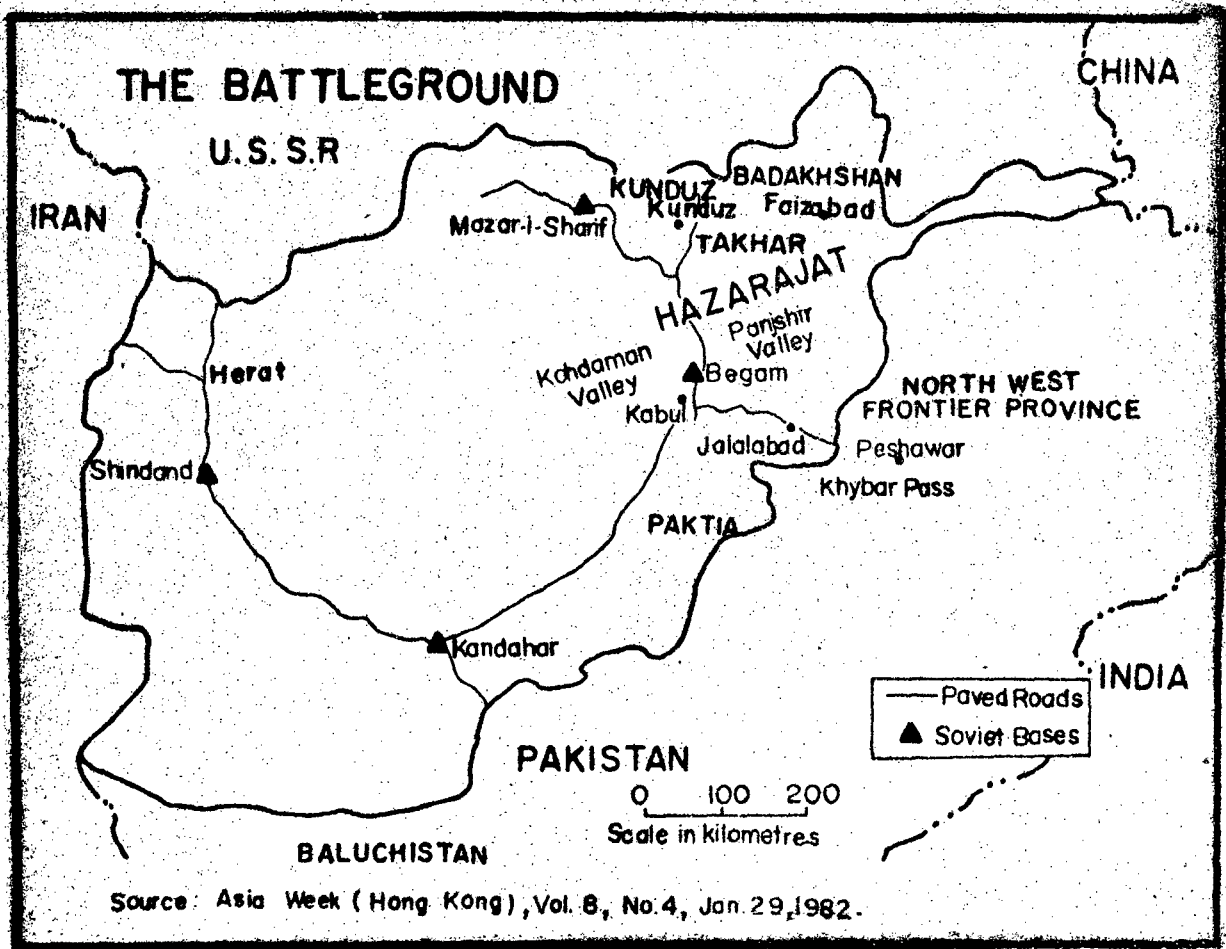 THE BATTLEGROUND
CHINA
U.S.S.R
IRAN
KUNDUZ
BADAKHSHAN
Kunduz
Faizabad
Mazar-i-Sharif
TAKHAR
HAZARAJAT
Panjshir
Valley
Kohdaman
Valley
Herat
Begam
NORTH WEST
FRONTIER PROVINCE
Kabul
Jalalabad
Peshawar
Shindand
Khybar Pass
PAKTIA
Kandahar
INDIA
Paved Roads
Soviet Bases
PAKISTAN
0 100 200
Scale in kilometres
BALUCHISTAN
Source: Asia Week (Hong Kong), Vol. 8, No. 4, Jan. 29, 1982.